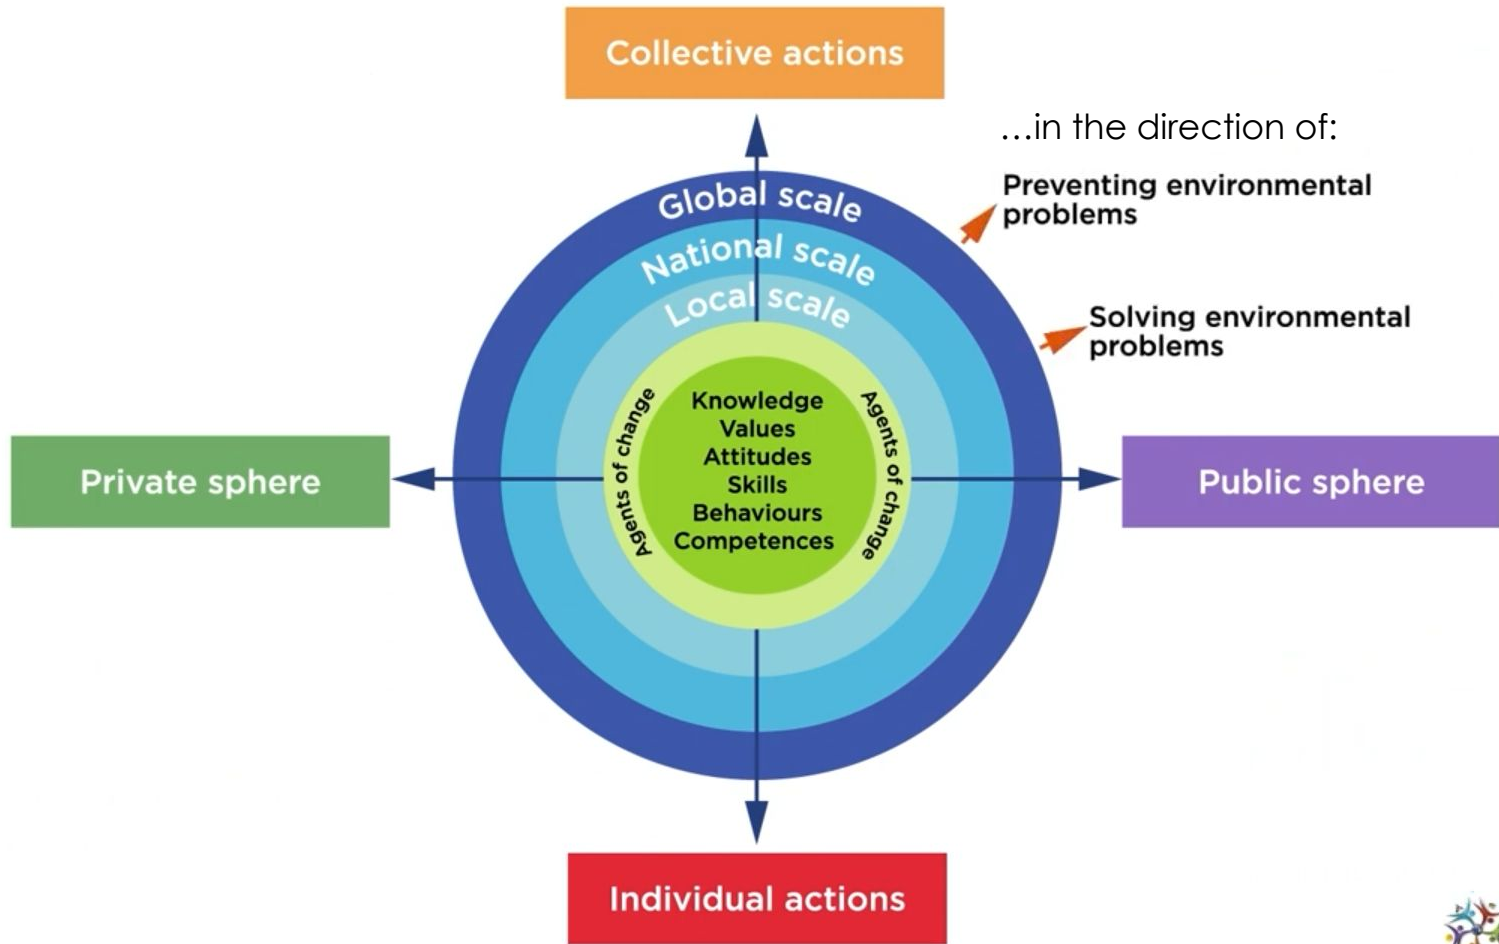 Collective actions
…in the direction of:
Preventing environmental
problems
Global scale
National scale
Local scale
Solving environmental
problems
Agents of change
Knowledge
Values
Attitudes
Skills
Behaviours
Competences
Agents of change
Private sphere
Public sphere
Individual actions